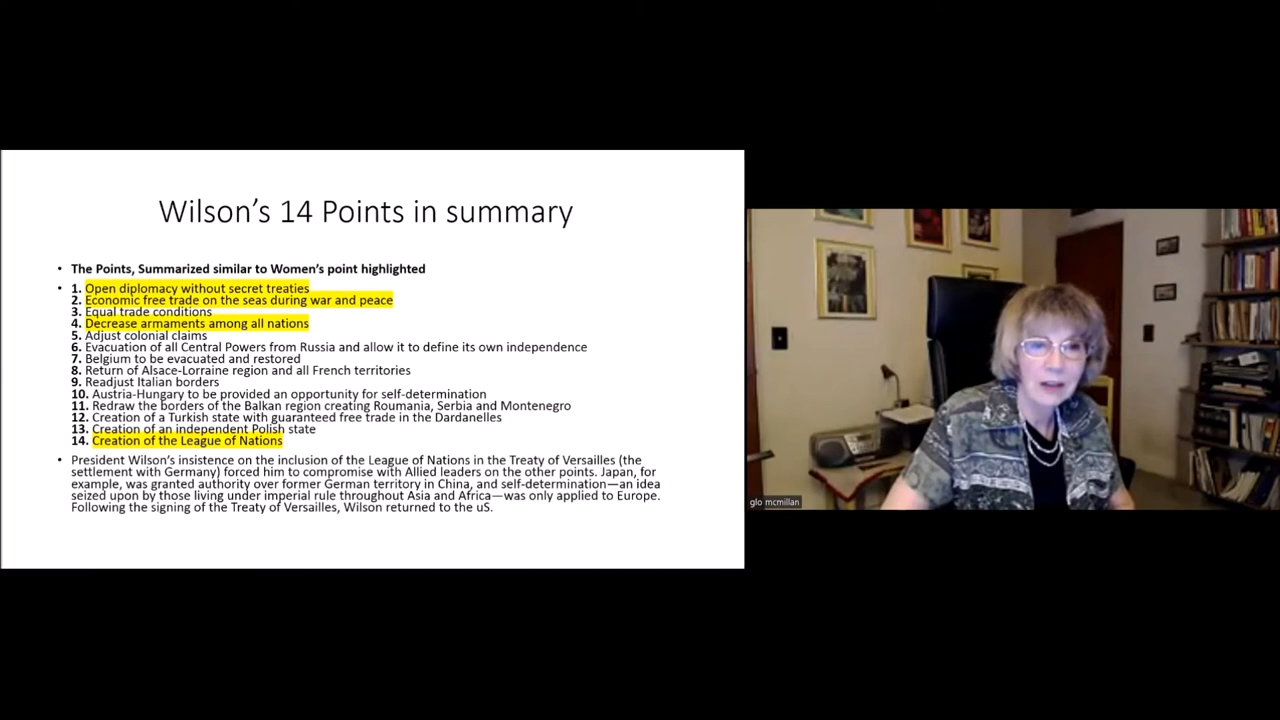 Wilson's 14 Points in summary
• The Points, Summarized similar to Women's point highlighted
• 1. Open diplomacy without secret treaties
2. Economic free trade on the seas during war and peace
3. Equal trade conditions
4. Decrease armaments among all nations
5. Adjust colonial claims
6. Evacuation of all Central Powers from Russia and allow it to define its own independence
7. Belgium to be evacuated and restored
8. Return of Alsace-Lorraine region and all French territories
9. Readjust Italian borders
10. Austria-Hungary to be provided an opportunity for self-determination
11. Redraw the borders of the Balkan region creating Roumania, Serbia and Montenegro
12. Creation of a Turkish state with guaranteed free trade in the Dardanelles
13. Creation of an independent Polish state
14. Creation of the League of Nations
• President Wilson's insistence on the inclusion of the League of Nations in the Treaty of Versailles (the
settlement with Germany) forced him to compromise with Allied leaders on the other points. Japan, for
example, was granted authority over former German territory in China, and self-determination—an idea
seized upon by those living under imperial rule throughout Asia and Africa—was only applied to Europe.
Following the signing of the Treaty of Versailles, Wilson returned to the uS.
glo mcmillan